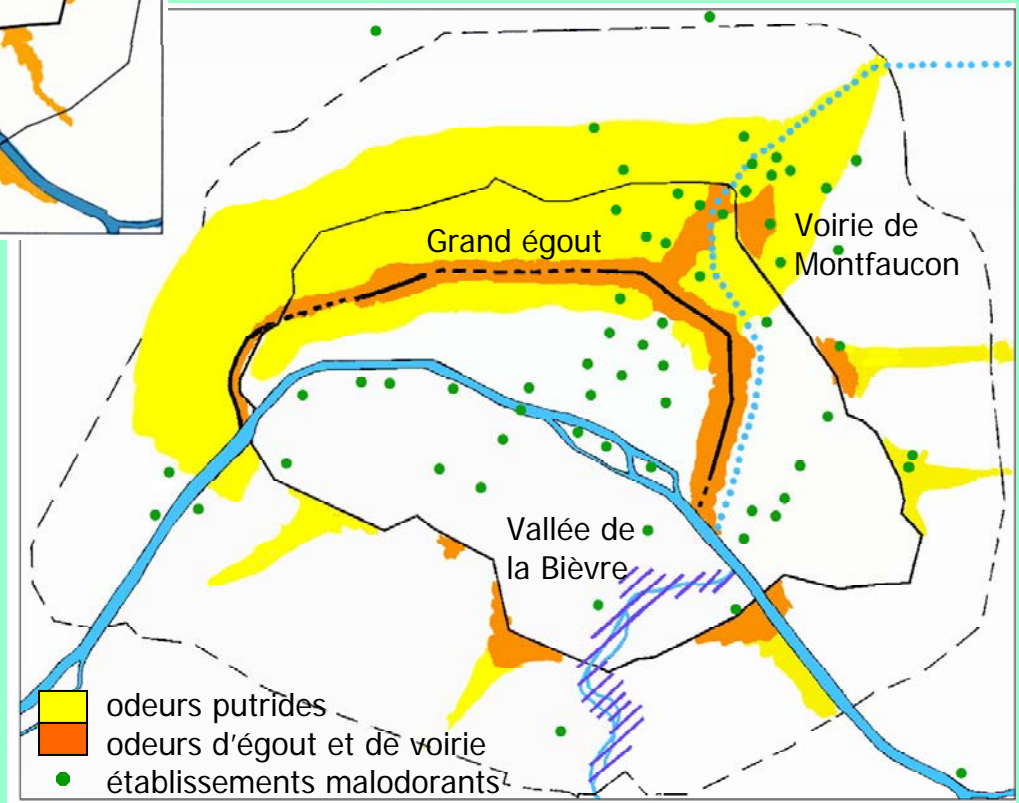 Grand égout
Voirie de
Montfaucon
Vallée de
la Bièvre
odeurs putrides
odeurs d'égout et de voirie
établissements malodorants